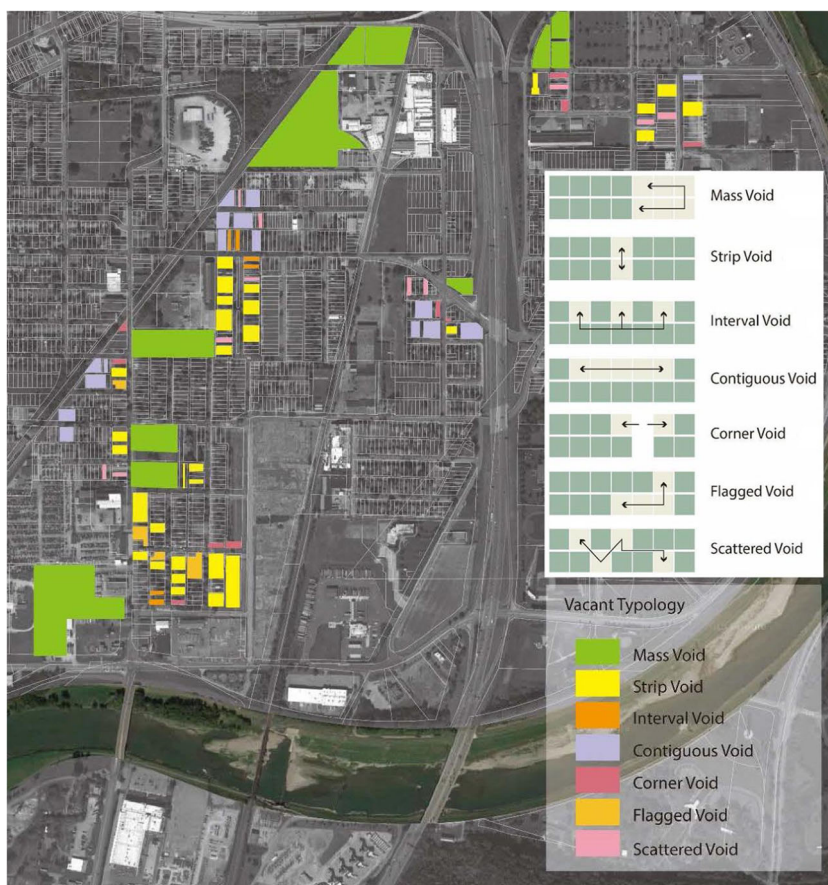 Mass Void
Strip Void
Interval Void
Contiguous Void
Corner Void
Flagged Void
Scattered Void
Vacant Typology
Mass Void
Strip Void
Interval Void
Contiguous Void
Corner Void
Flagged Void
Scattered Void